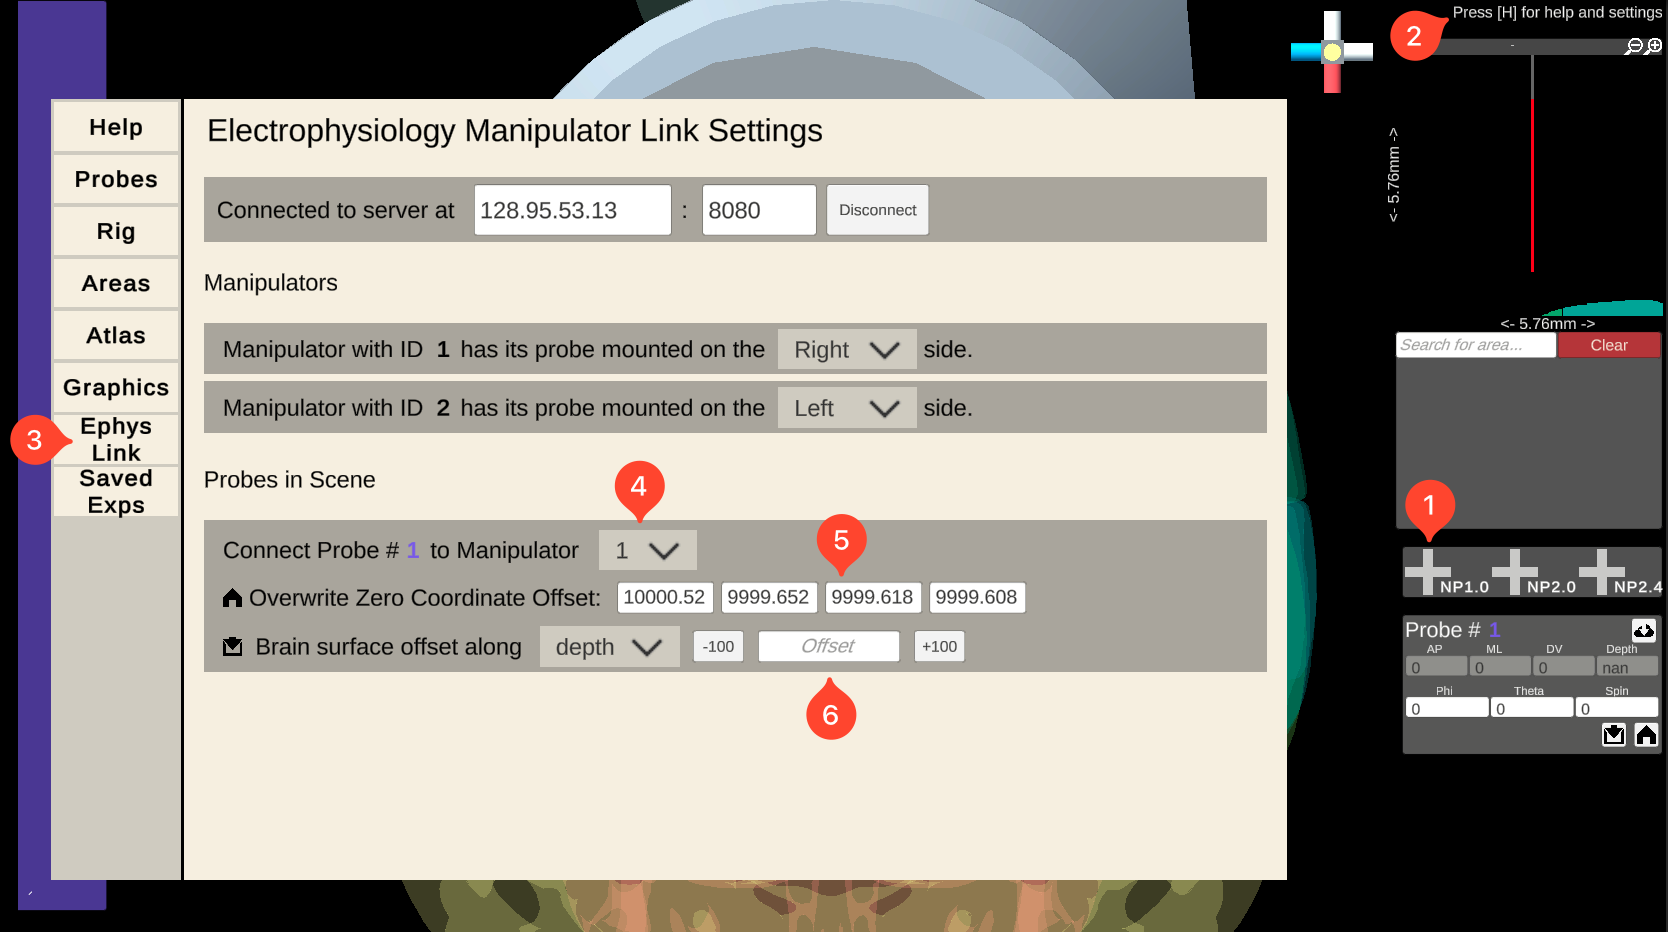 Press [H] for help and settings
2
-
Help
Probes
Rig
Areas
Atlas
Graphics
Ephys
Link
Saved
Exps
3
Electrophysiology Manipulator Link Settings
Connected to server at 128.95.53.13 : 8080 Disconnect
Manipulators
Manipulator with ID 1 has its probe mounted on the Right side.
Manipulator with ID 2 has its probe mounted on the Left side.
Probes in Scene
4
Connect Probe # 1 to Manipulator 1
5
Overwrite Zero Coordinate Offset: 10000.52 9999.652 9999.618 9999.608
Brain surface offset along depth -100 Offset +100
6
<- 5.76mm ->
<- 5.76mm ->
Search for area... Clear
1
NP1.0 NP2.0 NP2.4
Probe # 1
AP ML DV Depth
0 0 0 nan
Phi Theta Spin
0 0 0